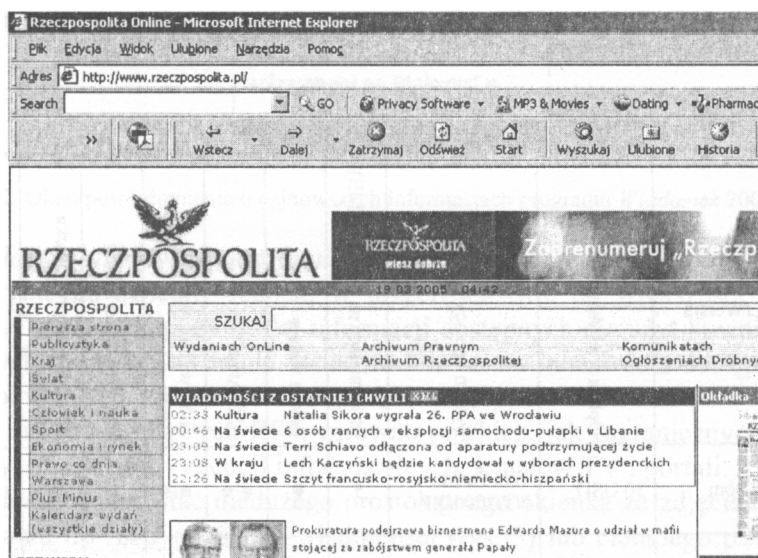 Rzeczpospolita Online - Microsoft Internet Explorer
Plik Edycja Widok Ulubione Narzędzia Pomoc
Adres http://www.rzeczpospolita.pl/
Search GO Privacy Software MP3 & Movies Dating Pharmac
» Wstecz Dalej Zatrzymaj Odśwież Start Wyszukaj Ulubione Historia
RZECZPOSPOLITA
RZECZPOSPOLITA
wiesz dobrze
Zaprenumeruj „Rzeczp
19.03.2005 04:42
RZECZPOSPOLITA
Pierwsza strona
Publicystyka
Kraj
Świat
Kultura
Człowiek i nauka
Sport
Ekonomia i rynek
Prawo co dnia
Warszawa
Plus Minus
Kalendarz wydań
(wszystkie działy)
SZUKAJ
Wydaniach OnLine Archiwum Prawnym Komunikatach
Archiwum Rzeczpospolitej Ogłoszeniach Drobny
WIADOMOŚCI Z OSTATNIEJ CHWILI XML
02:33 Kultura Natalia Sikora wygrała 26. PPA we Wrocławiu
00:46 Na świecie 6 osób rannych w eksplozji samochodu-pułapki w Libanie
23:09 Na świecie Terri Schiavo odłączona od aparatury podtrzymującej życie
23:08 W kraju Lech Kaczyński będzie kandydował w wyborach prezydenckich
22:26 Na świecie Szczyt francusko-rosyjsko-niemiecko-hiszpański
Okładka
Prokuratura podejrzewa biznesmena Edwarda Mazura o udział w mafii
stojącej za zabójstwem generała Papały